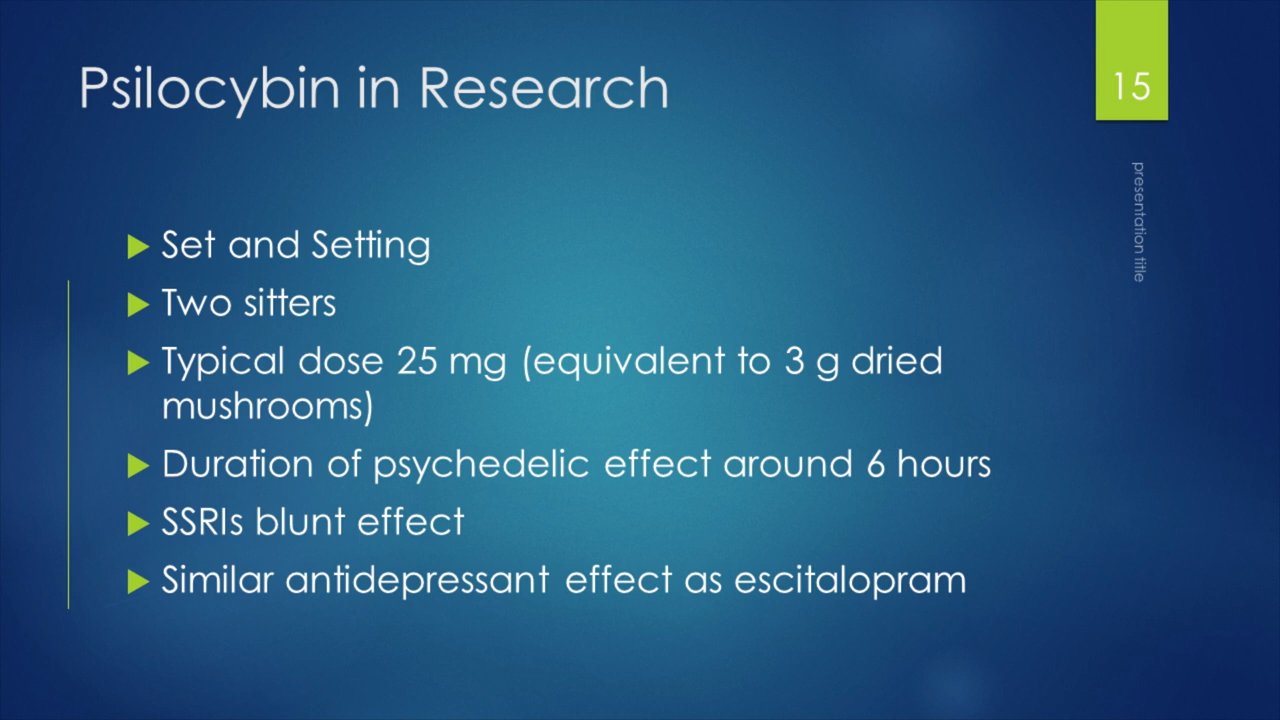 Psilocybin in Research
15
presentation title
Set and Setting
Two sitters
Typical dose 25 mg (equivalent to 3 g dried
mushrooms)
Duration of psychedelic effect around 6 hours
SSRIs blunt effect
Similar antidepressant effect as escitalopram